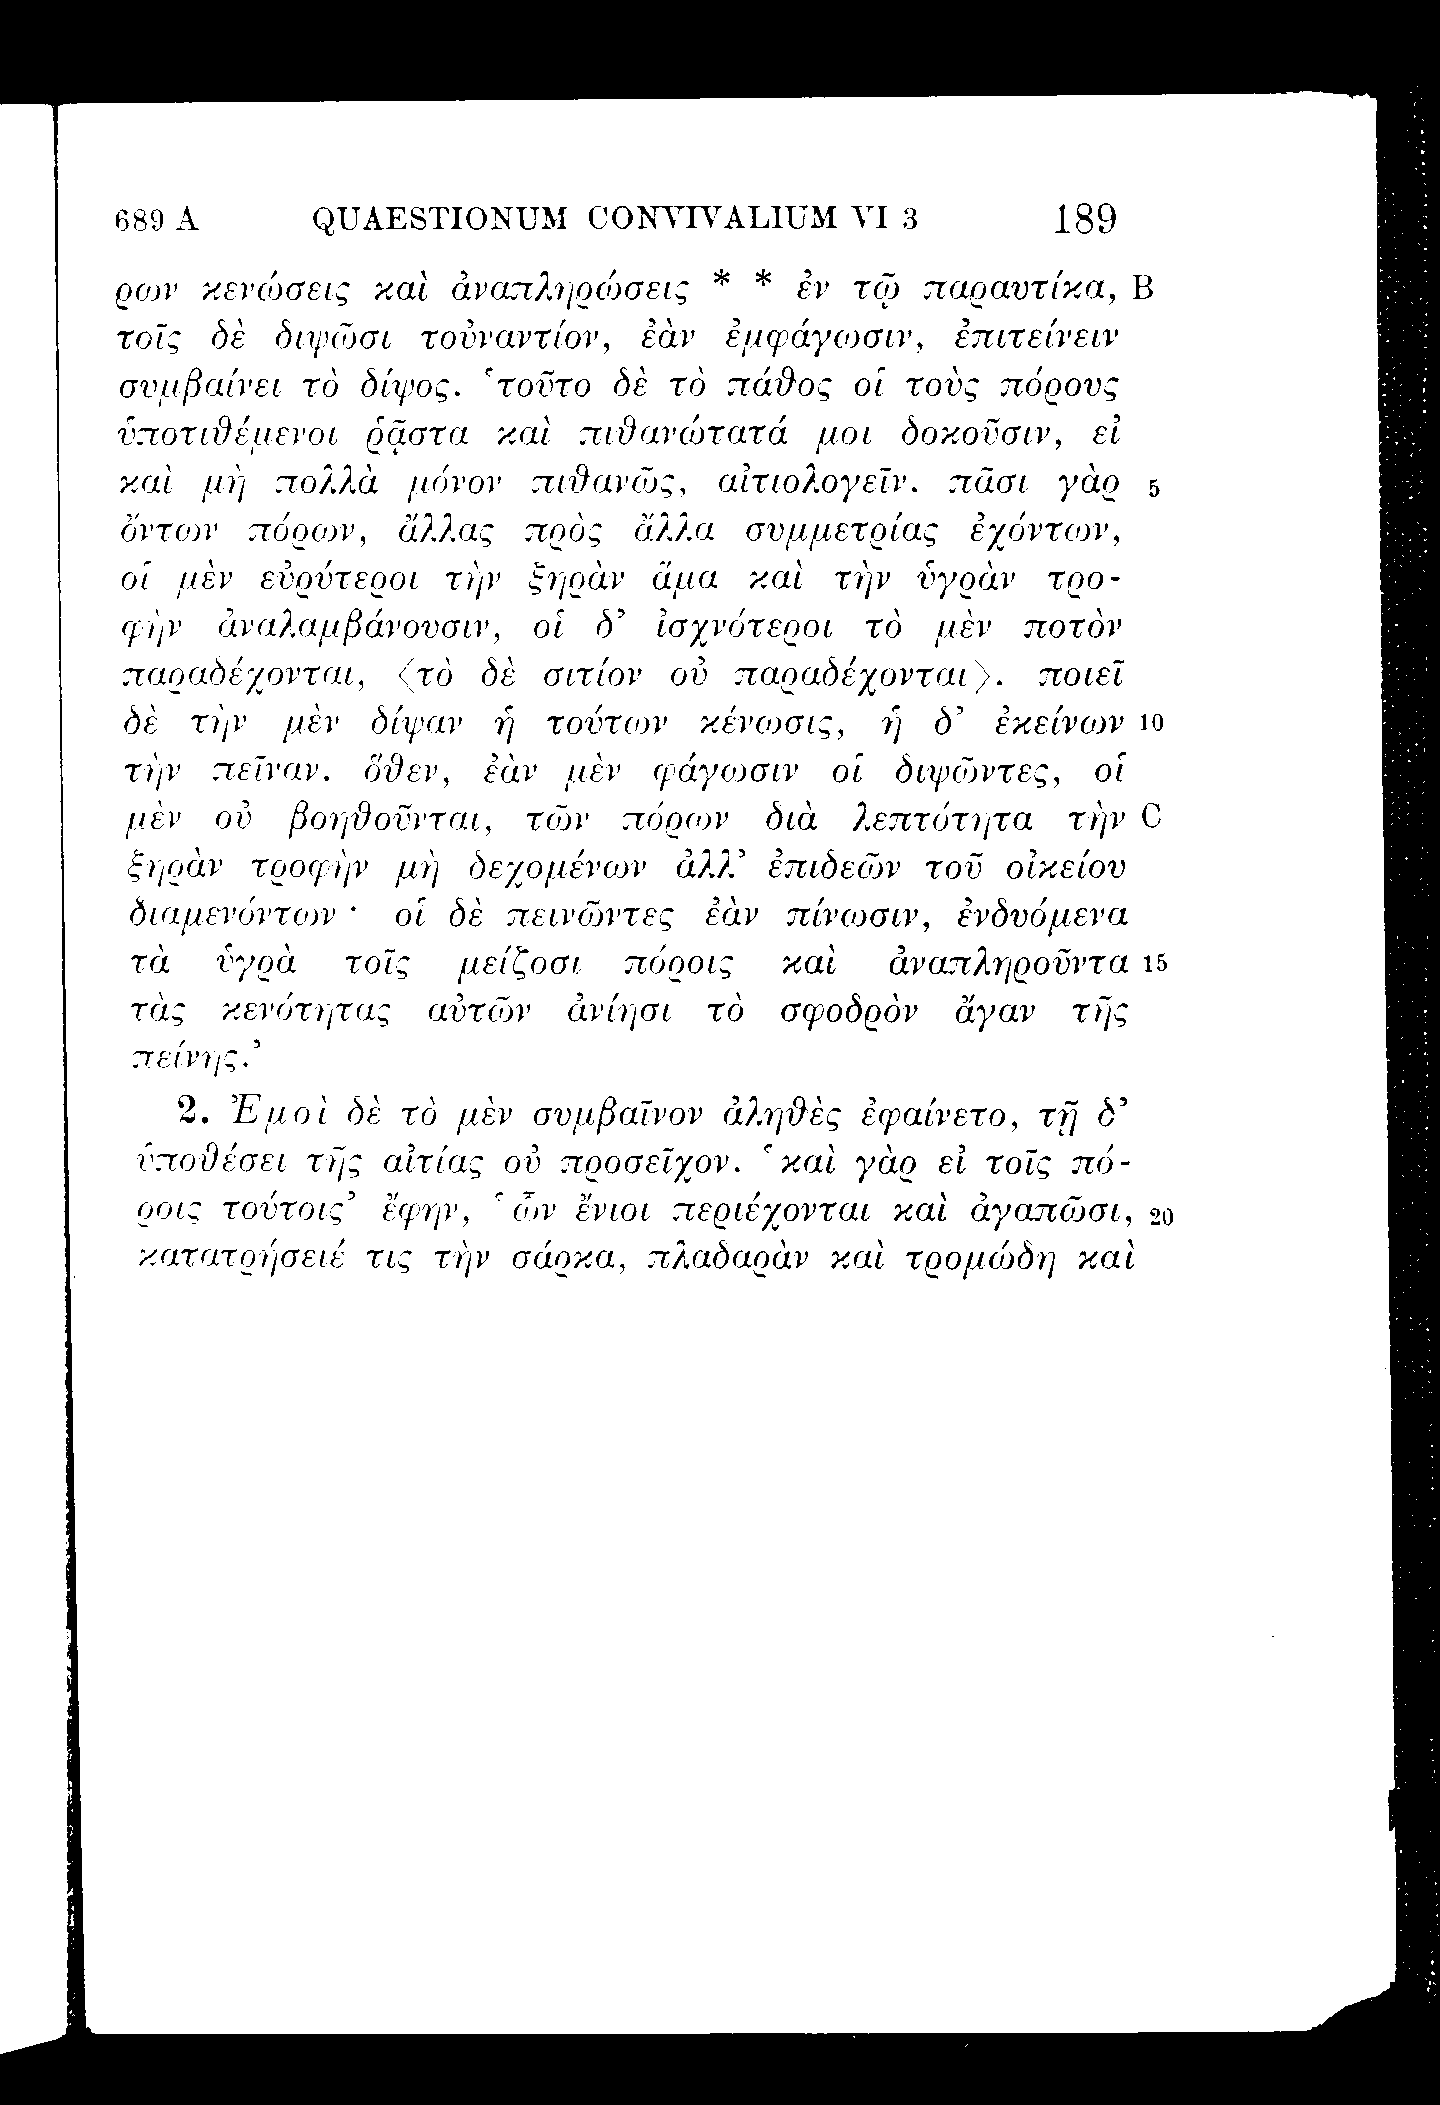 689 A QUAESTIONUM CONVIVALIUM VI 3 189
ρων κενώσεις καὶ ἀναπληρώσεις * * ἐν τῷ παραυτίκα, B
τοῖς δὲ διψῶσι τοὐναντίον, ἐὰν ἐμφάγωσιν, ἐπιτείνειν
συμβαίνει τὸ δίψος. ‘τοῦτο δὲ τὸ πάθος οἱ τοὺς πόρους
ὑποτιθέμενοι ῥᾷστα καὶ πιθανώτατά μοι δοκοῦσιν, εἰ
καὶ μὴ πολλὰ μόνον πιθανῶς, αἰτιολογεῖν. πᾶσι γὰρ 5
ὄντων πόρων, ἄλλας πρὸς ἄλλα συμμετρίας ἐχόντων,
οἱ μὲν εὐρύτεροι τὴν ξηρὰν ἅμα καὶ τὴν ὑγρὰν τρο-
φὴν ἀναλαμβάνουσιν, οἱ δ’ ἰσχνότεροι τὸ μὲν ποτὸν
παραδέχονται, ⟨τὸ δὲ σιτίον οὐ παραδέχονται⟩. ποιεῖ
δὲ τὴν μὲν δίψαν ἡ τούτων κένωσις, ἡ δ’ ἐκείνων 10
τὴν πεῖναν. ὅθεν, ἐὰν μὲν φάγωσιν οἱ διψῶντες, οἱ
μὲν οὐ βοηθοῦνται, τῶν πόρων διὰ λεπτότητα τὴν C
ξηρὰν τροφὴν μὴ δεχομένων ἀλλ’ ἐπιδεῶν τοῦ οἰκείου
διαμενόντων· οἱ δὲ πεινῶντες ἐὰν πίνωσιν, ἐνδυόμενα
τὰ ὑγρὰ τοῖς μείζοσι πόροις καὶ ἀναπληροῦντα 15
τὰς κενότητας αὐτῶν ἀνίησι τὸ σφοδρὸν ἄγαν τῆς
πείνης.’
2. Ἐμοὶ δὲ τὸ μὲν συμβαῖνον ἀληθὲς ἐφαίνετο, τῇ δ’
ὑποθέσει τῆς αἰτίας οὐ προσεῖχον. ‘καὶ γὰρ εἰ τοῖς πό-
ροις τούτοις’ ἔφην, ‘ὧν ἔνιοι περιέχονται καὶ ἀγαπῶσι, 20
κατατρήσειέ τις τὴν σάρκα, πλαδαρὰν καὶ τρομώδη καὶ